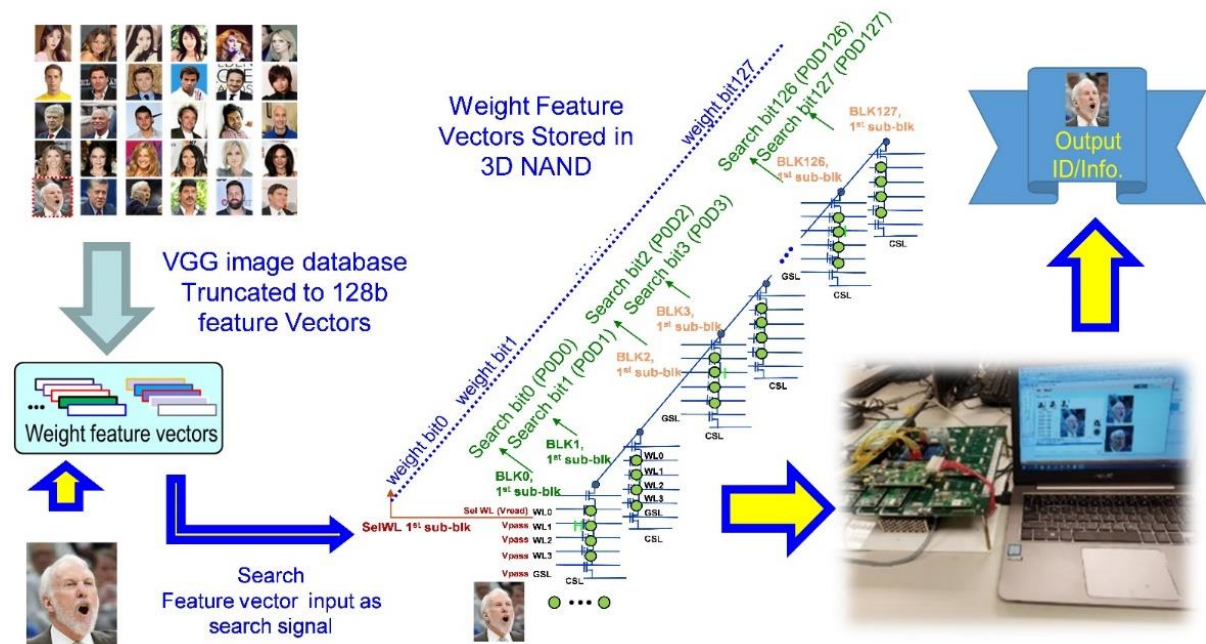 VGG image database
Truncated to 128b
feature Vectors
Weight feature vectors
Search
Feature vector input as
search signal
Weight Feature
Vectors Stored in
3D NAND
weight bit0
weight bit1
weight bit127
Search bit0 (P0D0)
Search bit1 (P0D1)
Search bit2 (P0D2)
Search bit3 (P0D3)
Search bit126 (P0D126)
Search bit127 (P0D127)
BLK0,
1st sub-blk
BLK1,
1st sub-blk
BLK2,
1st sub-blk
BLK3,
1st sub-blk
BLK126,
1st sub-blk
BLK127,
1st sub-blk
SelWL 1st sub-blk
Sel WL (Vread) WL0
Vpass WL1
Vpass WL2
Vpass WL3
Vpass GSL
CSL
WL0
WL1
WL2
WL3
GSL
CSL
GSL
CSL
CSL
GSL
CSL
CSL
Output
ID/Info.